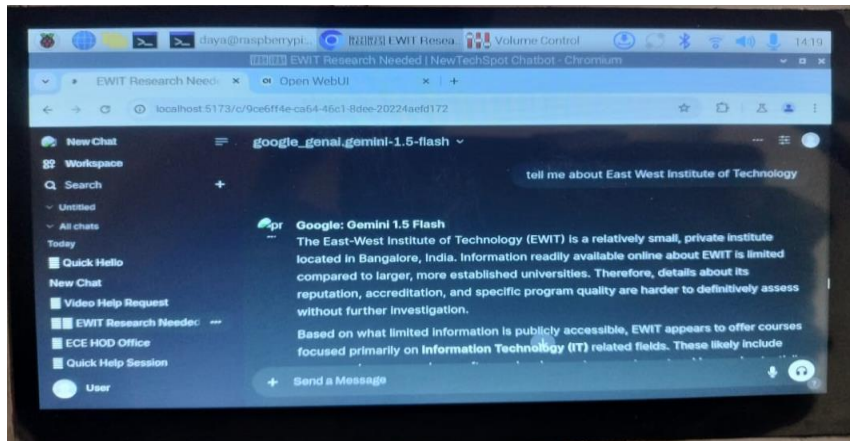 daya@raspberrypi:
EWIT Resea
Volume Control
14:19
EWIT Research Needed | NewTechSpot Chatbot - Chromium
EWIT Research Need
Open WebUI
localhost:5173/c/9ce6ff4e-ca64-46c1-8dee-20224aefd172
New Chat
google_genai.gemini-1.5-flash
Workspace
Search
tell me about East West Institute of Technology
Untitled
All chats
Today
Quick Hello
New Chat
Video Help Request
EWIT Research Needed
ECE HOD Office
Quick Help Session
User
pr Google: Gemini 1.5 Flash
The East-West Institute of Technology (EWIT) is a relatively small, private institute
located in Bangalore, India. Information readily available online about EWIT is limited
compared to larger, more established universities. Therefore, details about its
reputation, accreditation, and specific program quality are harder to definitively assess
without further investigation.
Based on what limited information is publicly accessible, EWIT appears to offer courses
focused primarily on Information Technology (IT) related fields. These likely include
Send a Message